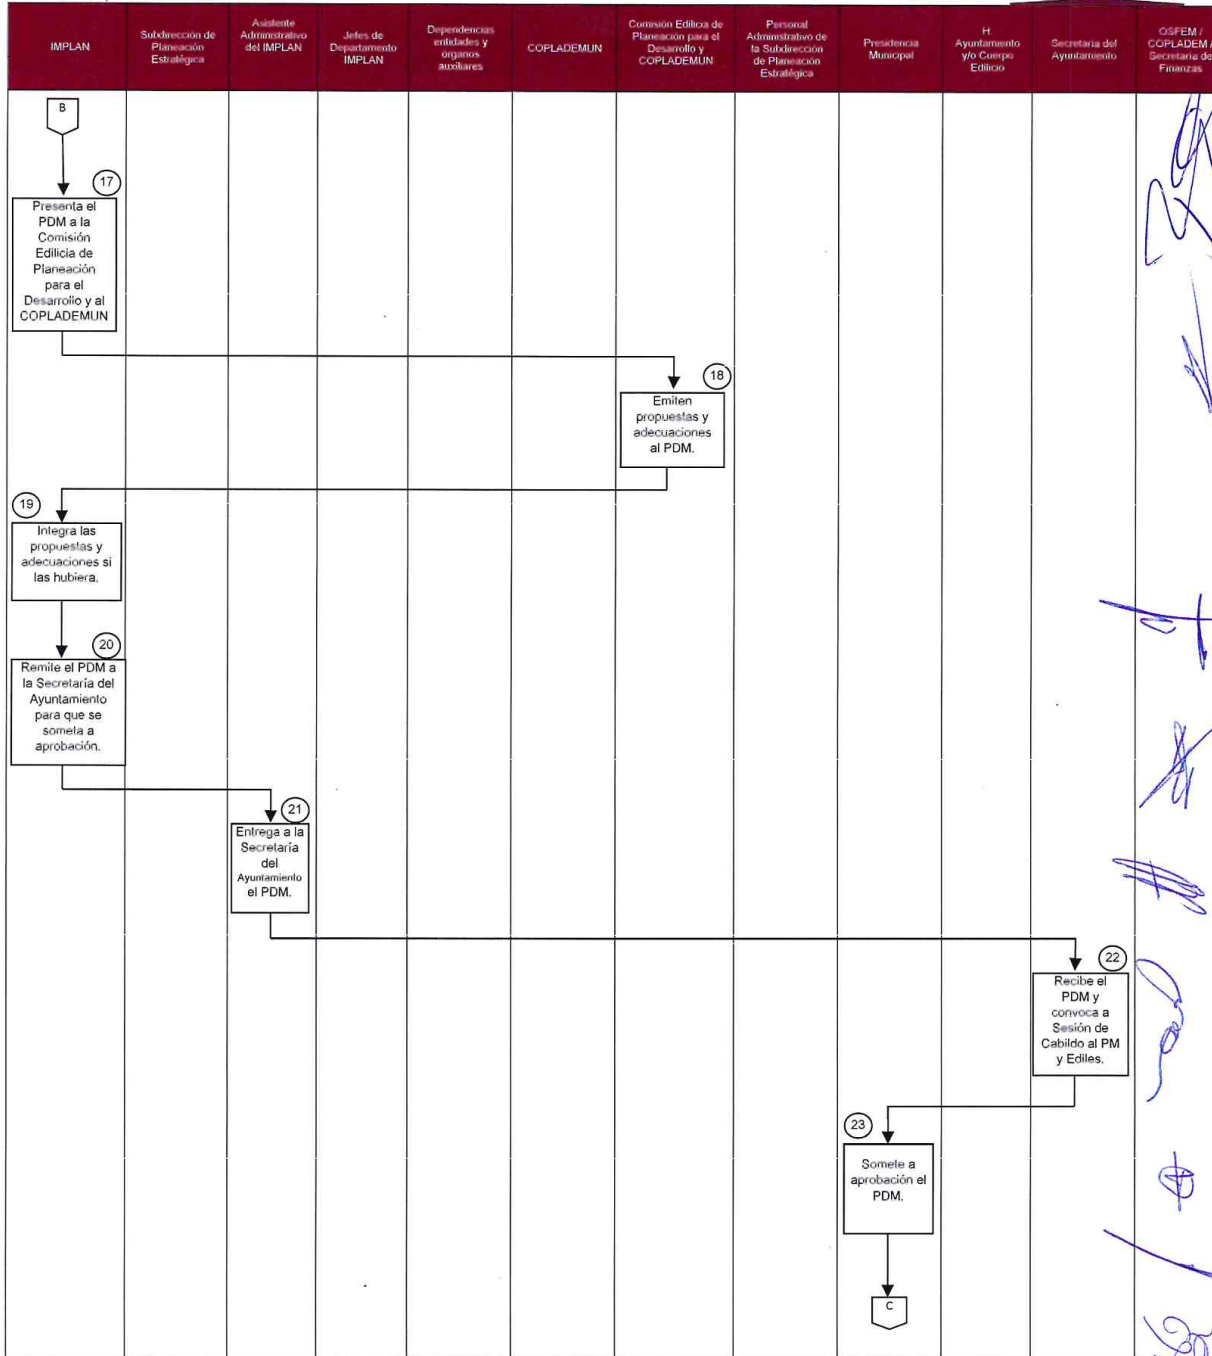 IMPLAN
Subdirección de
Planeación
Estratégica
Asistente
Administrativo
del IMPLAN
Jefes de
Departamento
IMPLAN
Dependencias
entidades y
órganos
auxiliares
COPLADEMUN
Comisión Edilicia de
Planeación para el
Desarrollo y
COPLADEMUN
Personal
Administrativo de
la Subdirección
de Planeación
Estratégica
Presidencia
Municipal
H.
Ayuntamiento
y/o Cuerpo
Edilicio
Secretaria del
Ayuntamiento
OSFEM /
COPLADEM /
Secretaría de
Finanzas
B
17
Presenta el
PDM a la
Comisión
Edilicia de
Planeación
para el
Desarrollo y al
COPLADEMUN
18
Emiten
propuestas y
adecuaciones
al PDM.
19
Integra las
propuestas y
adecuaciones si
las hubiera.
20
Remite el PDM a
la Secretaría del
Ayuntamiento
para que se
someta a
aprobación.
21
Entrega a la
Secretaría
del
Ayuntamiento
el PDM.
22
Recibe el
PDM y
convoca a
Sesión de
Cabildo al PM
y Ediles.
23
Somete a
aprobación el
PDM.
C